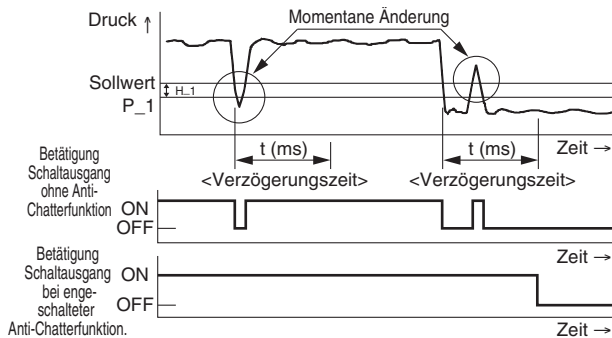 Druck ↑
Momentane Änderung
Sollwert
H_1
P_1
Zeit →
t (ms)
t (ms)
<Verzögerungszeit>
<Verzögerungszeit>
Betätigung
Schaltausgang
ohne Anti-
Chatterfunktion
ON
OFF
Zeit →
Betätigung
Schaltausgang
bei enge-
schalteter
Anti-Chatterfunktion.
ON
OFF
Zeit →